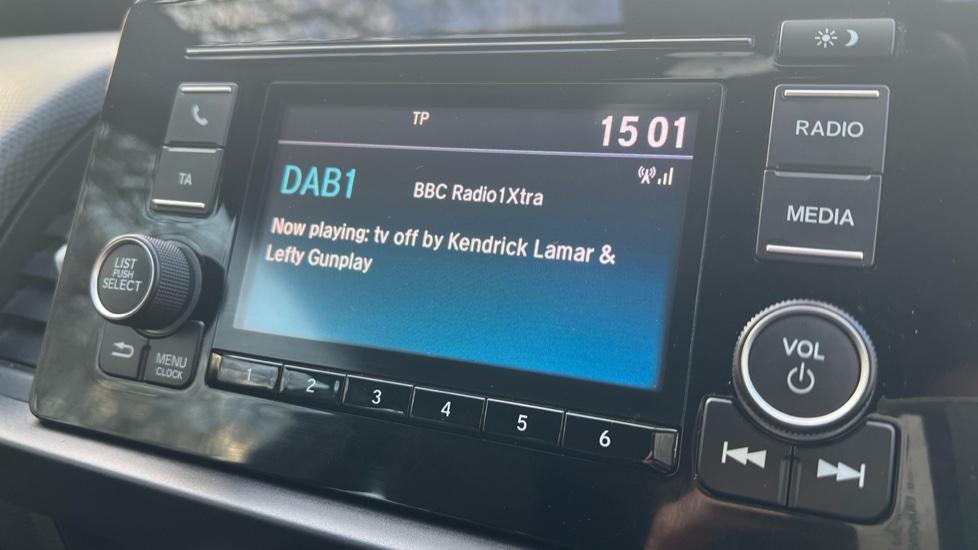 TP
15 01
DAB1
BBC Radio1Xtra
Now playing: tv off by Kendrick Lamar &
Lefty Gunplay
TA
LIST
PUSH
SELECT
MENU
CLOCK
1 2 3 4 5 6
RADIO
MEDIA
VOL